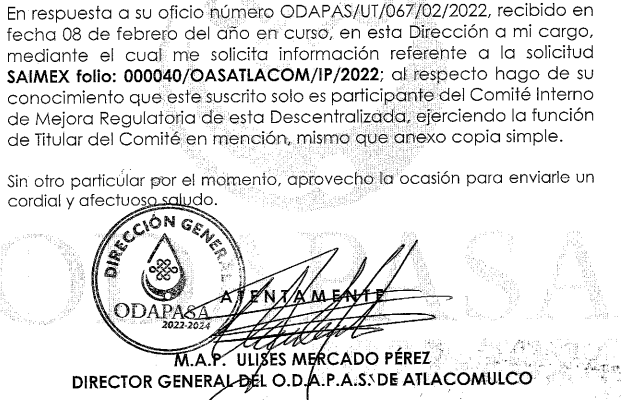 En respuesta a su oficio número ODAPAS/UT/067/02/2022, recibido en
fecha 08 de febrero del año en curso, en esta Dirección a mi cargo,
mediante el cual me solicita información referente a la solicitud
SAIMEX folio: 000040/OASATLACOM/IP/2022; al respecto hago de su
conocimiento que este suscrito solo es participante del Comité Interno
de Mejora Regulatoria de esta Descentralizada, ejerciendo la función
de Titular del Comité en mención, mismo que anexo copia simple.
Sin otro particular por el momento, aprovecho la ocasión para enviarle un
cordial y afectuoso saludo.
DIRECCIÓN GENERAL
ODAPASA
2022-2024
ODAPASA
ATENTAMENTE
M.A.P. ULISES MERCADO PÉREZ
DIRECTOR GENERAL DEL O.D.A.P.A.S. DE ATLACOMULCO